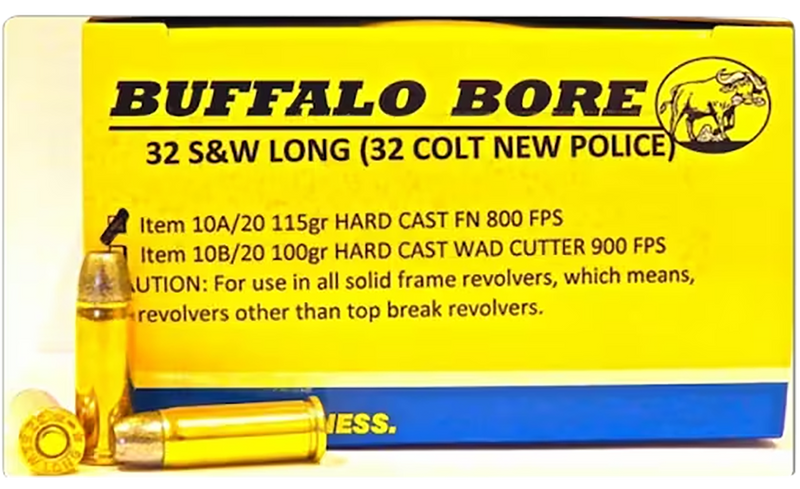 BUFFALO BORE
32 S&W LONG (32 COLT NEW POLICE)
Item 10A/20 115gr HARD CAST FN 800 FPS
Item 10B/20 100gr HARD CAST WAD CUTTER 900 FPS
AUTION: For use in all solid frame revolvers, which means,
revolvers other than top break revolvers.
NESS.
&W LONG